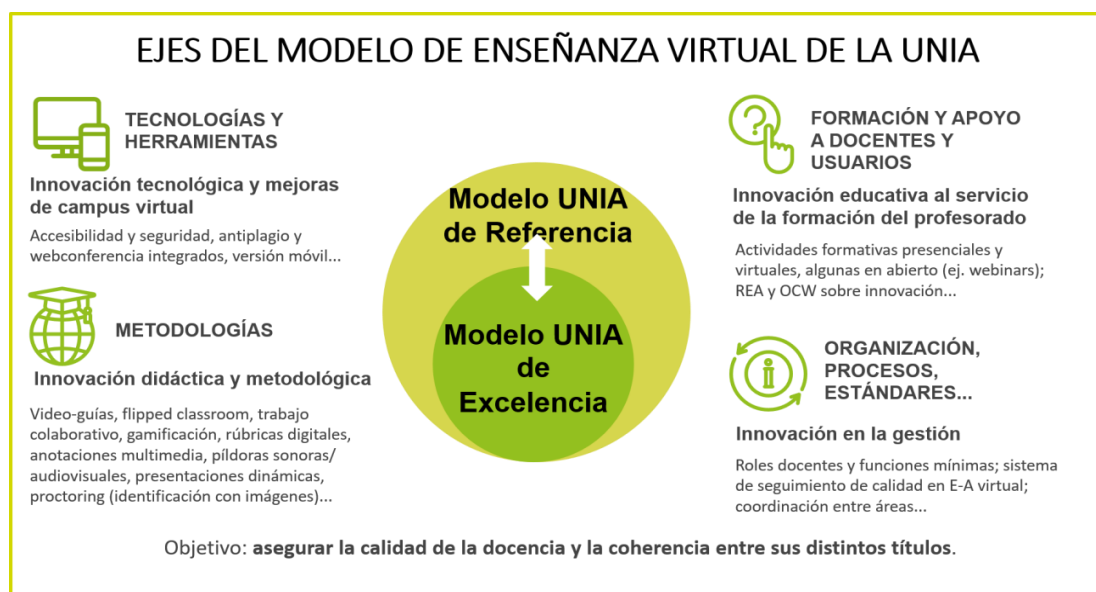 EJES DEL MODELO DE ENSEÑANZA VIRTUAL DE LA UNIA
TECNOLOGÍAS Y
HERRAMIENTAS
Innovación tecnológica y mejoras
de campus virtual
Accesibilidad y seguridad, antiplagio y
webconferencia integrados, versión móvil...
METODOLOGÍAS
Innovación didáctica y metodológica
Video-guías, flipped classroom, trabajo
colaborativo, gamificación, rúbricas digitales,
anotaciones multimedia, píldoras sonoras/
audiovisuales, presentaciones dinámicas,
proctoring (identificación con imágenes)...
Modelo UNIA
de Referencia
Modelo UNIA
de
Excelencia
?
FORMACIÓN Y APOYO
A DOCENTES Y
USUARIOS
Innovación educativa al servicio
de la formación del profesorado
Actividades formativas presenciales y
virtuales, algunas en abierto (ej. webinars);
REA y OCW sobre innovación...
i
ORGANIZACIÓN,
PROCESOS,
ESTÁNDARES...
Innovación en la gestión
Roles docentes y funciones mínimas; sistema
de seguimiento de calidad en E-A virtual;
coordinación entre áreas...
Objetivo: asegurar la calidad de la docencia y la coherencia entre sus distintos títulos.